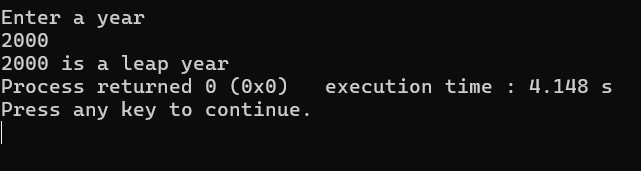 Enter a year
2000
2000 is a leap year
Process returned 0 (0x0)   execution time : 4.148 s
Press any key to continue.